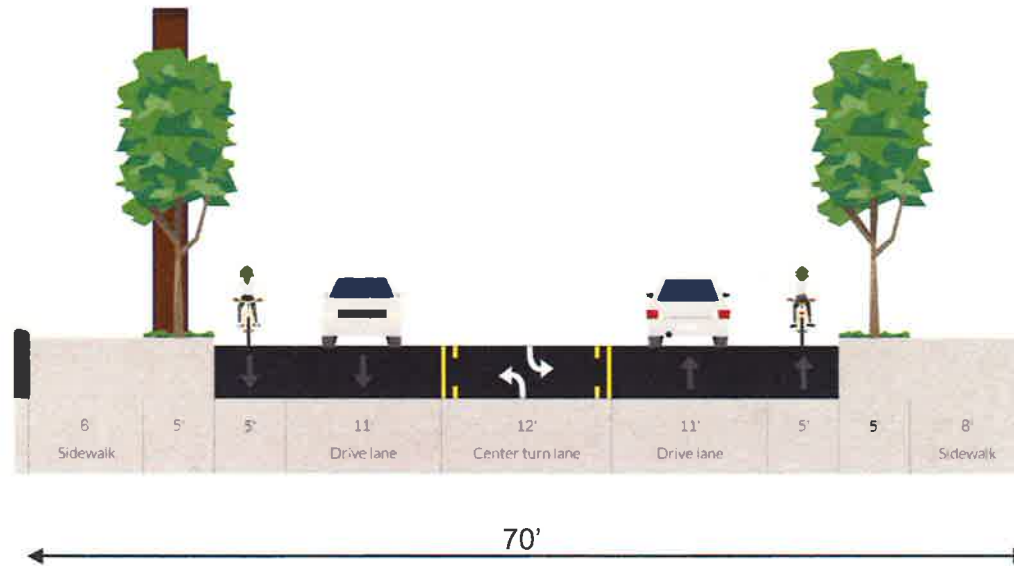 8 5' 5' 11' 12' 11' 5' 5 8'
Sidewalk Drive lane Center turn lane Drive lane Sidewalk
70'